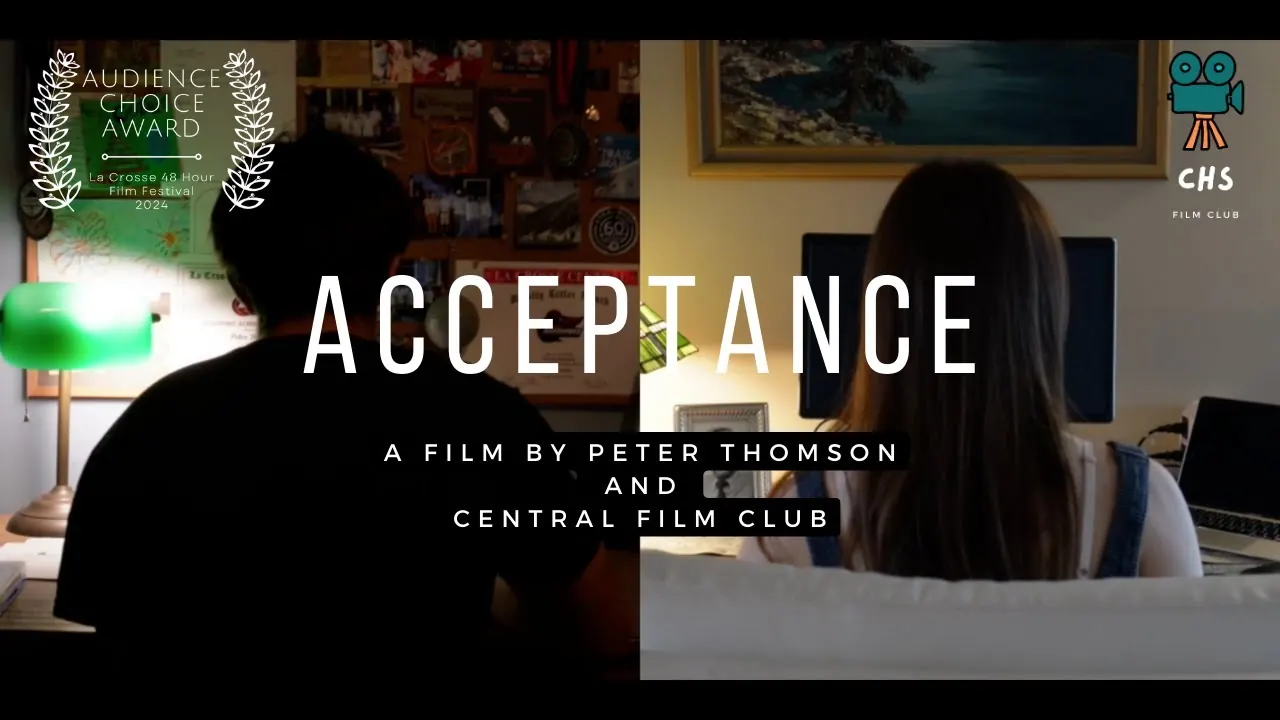 AUDIENCE
CHOICE
AWARD
La Crosse 48 Hour
Film Festival
2024
CHS
FILM CLUB
60
ACCEPTANCE
A FILM BY PETER THOMSON
AND
CENTRAL FILM CLUB